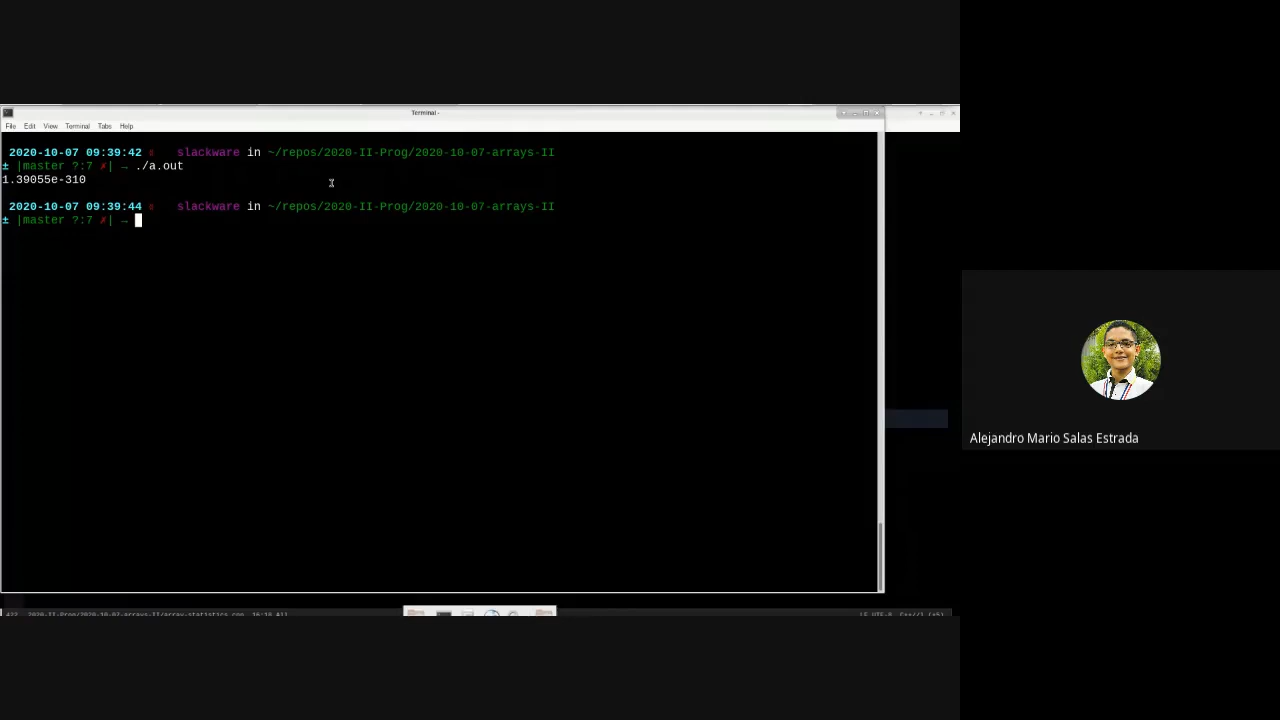 Terminal -
File Edit View Terminal Tabs Help
2020-10-07 09:39:42 slackware in ~/repos/2020-II-Prog/2020-10-07-arrays-II
± |master ?:7 ✗| → ./a.out
1.39055e-310
2020-10-07 09:39:44 slackware in ~/repos/2020-II-Prog/2020-10-07-arrays-II
± |master ?:7 ✗| →
Alejandro Mario Salas Estrada